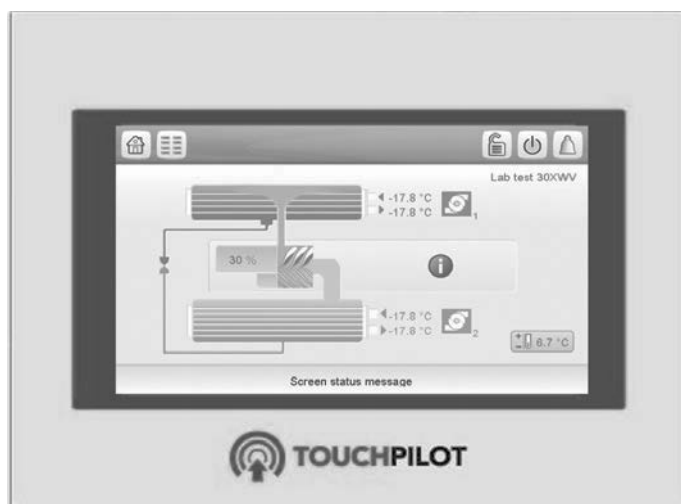 Lab test 30XWV
-17.8 °C
-17.8 °C
1
30 %
i
-17.8 °C
-17.8 °C
2
6.7 °C
Screen status message
TOUCHPILOT